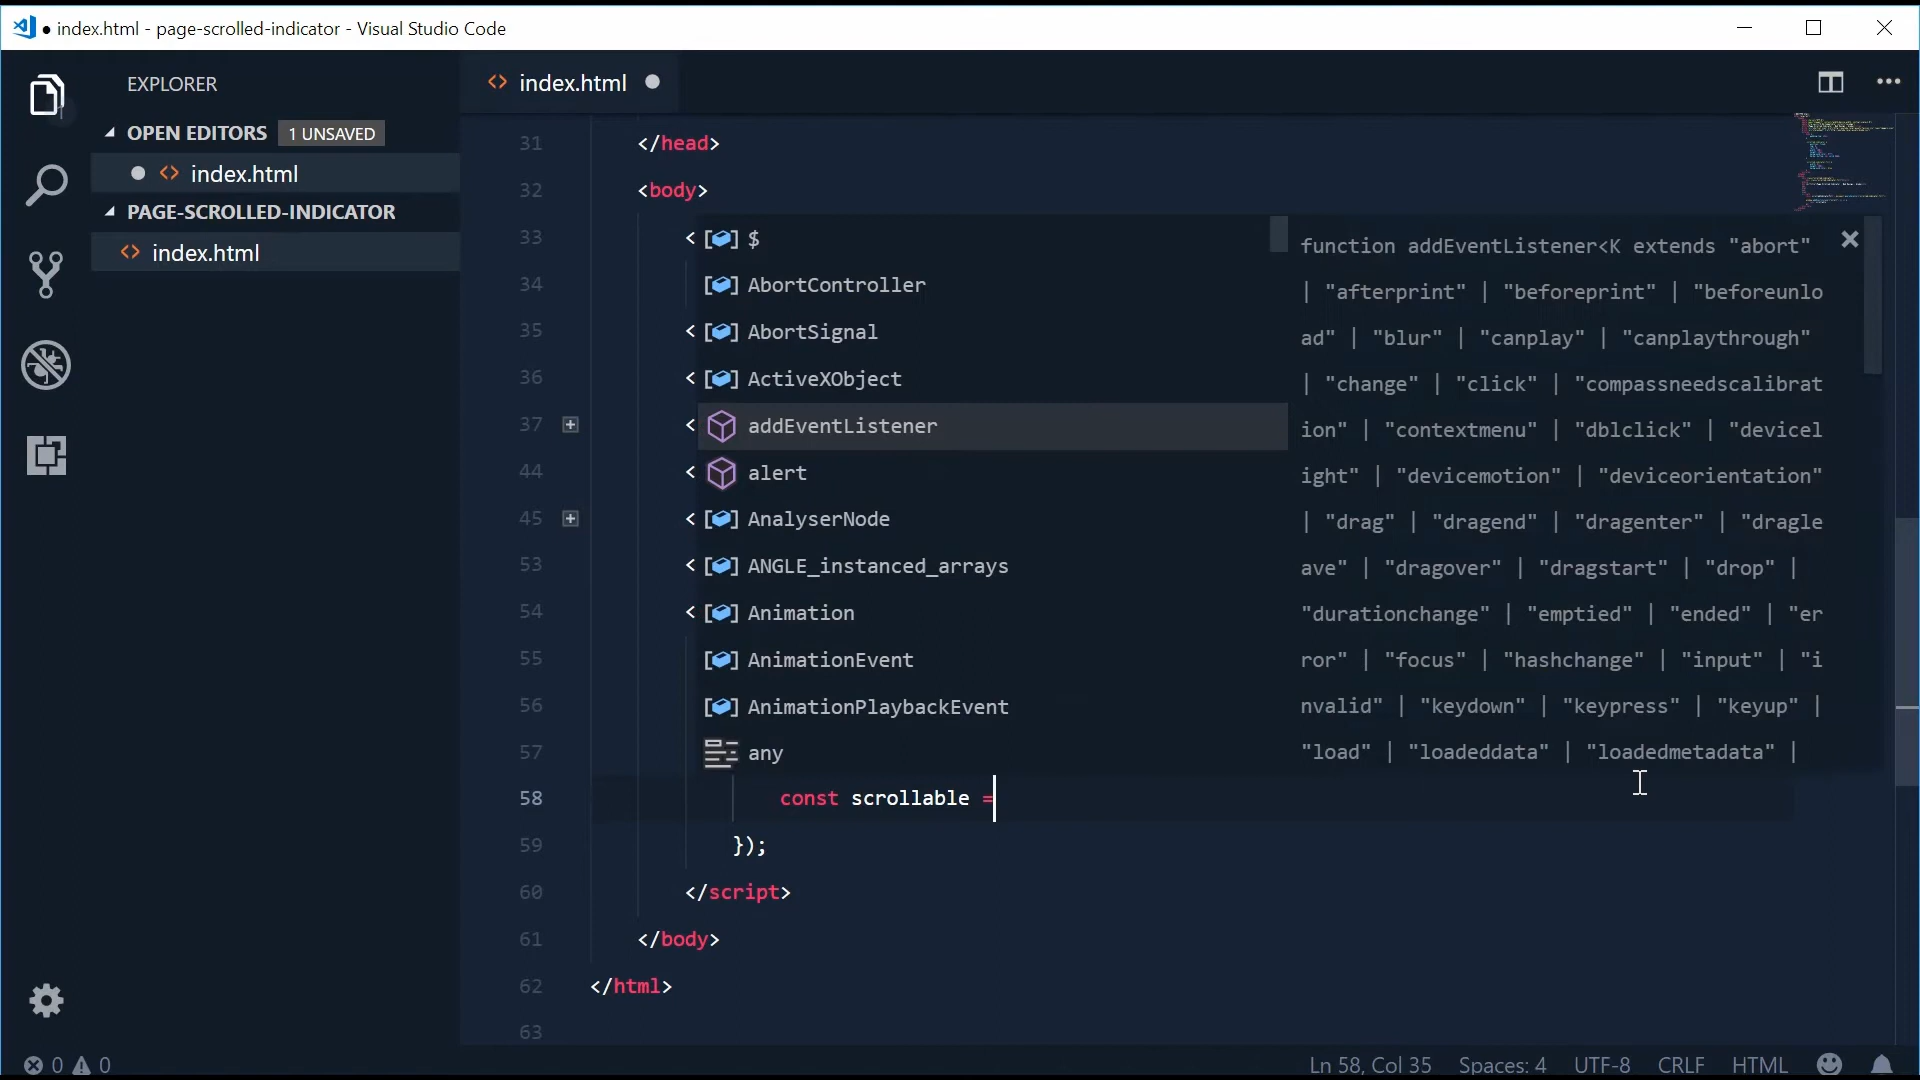 ● index.html - page-scrolled-indicator - Visual Studio Code
EXPLORER
OPEN EDITORS 1 UNSAVED
index.html
PAGE-SCROLLED-INDICATOR
index.html
<> index.html
31 </head>
32 <body>
33 < $
34 AbortController
35 < AbortSignal
36 < ActiveXObject
37 < addEventListener
44 < alert
45 < AnalyserNode
53 < ANGLE_instanced_arrays
54 < Animation
55 AnimationEvent
56 AnimationPlaybackEvent
57 any
58 const scrollable =
59 });
60 </script>
61 </body>
62 </html>
63
function addEventListener<K extends "abort"
| "afterprint" | "beforeprint" | "beforeunlo
ad" | "blur" | "canplay" | "canplaythrough"
| "change" | "click" | "compassneedscalibrat
ion" | "contextmenu" | "dblclick" | "devicel
ight" | "devicemotion" | "deviceorientation"
| "drag" | "dragend" | "dragenter" | "dragle
ave" | "dragover" | "dragstart" | "drop" |
"durationchange" | "emptied" | "ended" | "er
ror" | "focus" | "hashchange" | "input" | "i
nvalid" | "keydown" | "keypress" | "keyup" |
"load" | "loadeddata" | "loadedmetadata" |
0 0
Ln 58, Col 35 Spaces: 4 UTF-8 CRLF HTML